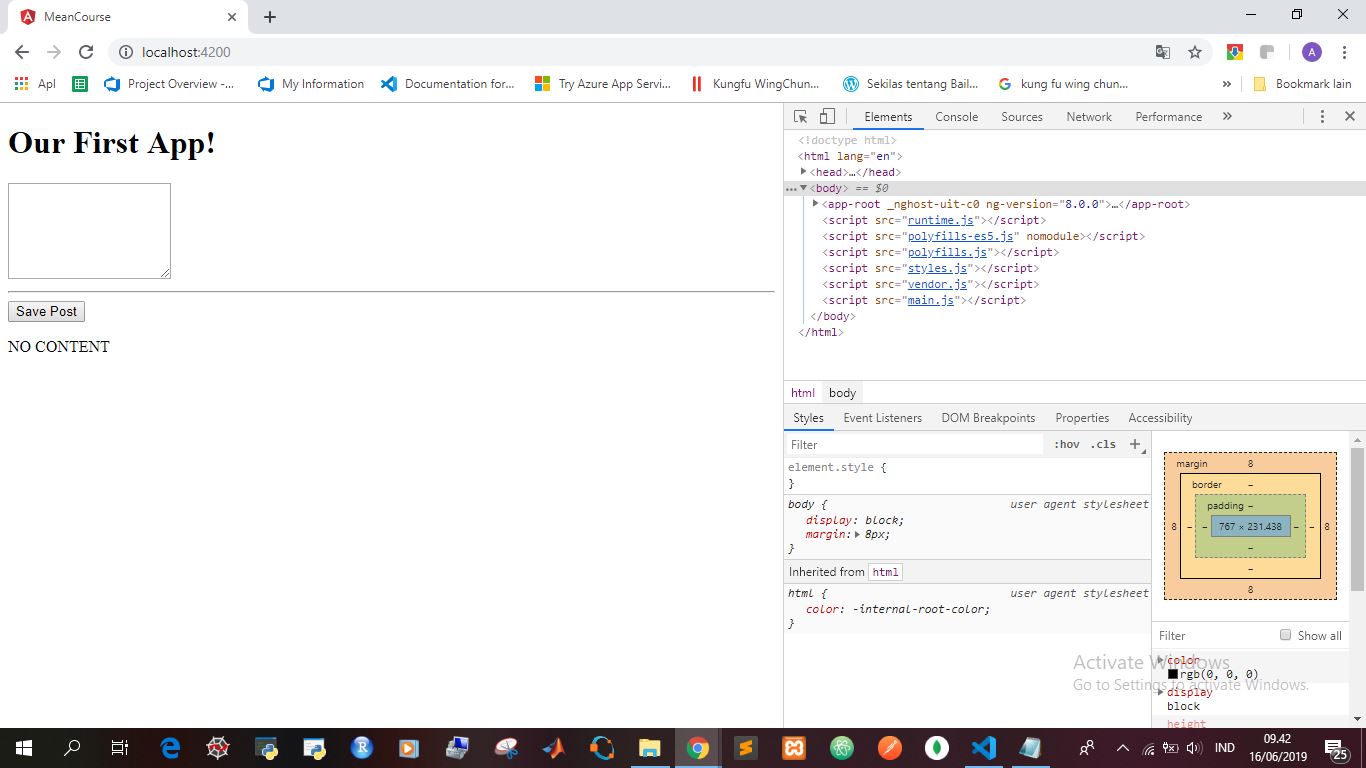 MeanCourse
localhost:4200
Apl
Project Overview -...
My Information
Documentation for...
Try Azure App Servi...
Kungfu WingChun...
Sekilas tentang Bail...
kung fu wing chun...
»
Bookmark lain
A
Our First App!
Save Post
NO CONTENT
Elements Console Sources Network Performance »
<!doctype html>
<html lang="en">
<head>…</head>
<body> == $0
<app-root _nghost-uit-c0 ng-version="8.0.0">…</app-root>
<script src="runtime.js"></script>
<script src="polyfills-es5.js" nomodule></script>
<script src="polyfills.js"></script>
<script src="styles.js"></script>
<script src="vendor.js"></script>
<script src="main.js"></script>
</body>
</html>
html body
Styles Event Listeners DOM Breakpoints Properties Accessibility
Filter :hov .cls +
element.style {
}
body { user agent stylesheet
display: block;
margin: 8px;
}
Inherited from html
html { user agent stylesheet
color: -internal-root-color;
}
margin 8
border –
padding –
8 – – 767 × 231.438 – – 8
–
–
8
Filter Show all
color
rgb(0, 0, 0)
display
block
height
Activate Windows
Go to Settings to activate Windows.
IND
09.42
16/06/2019
25